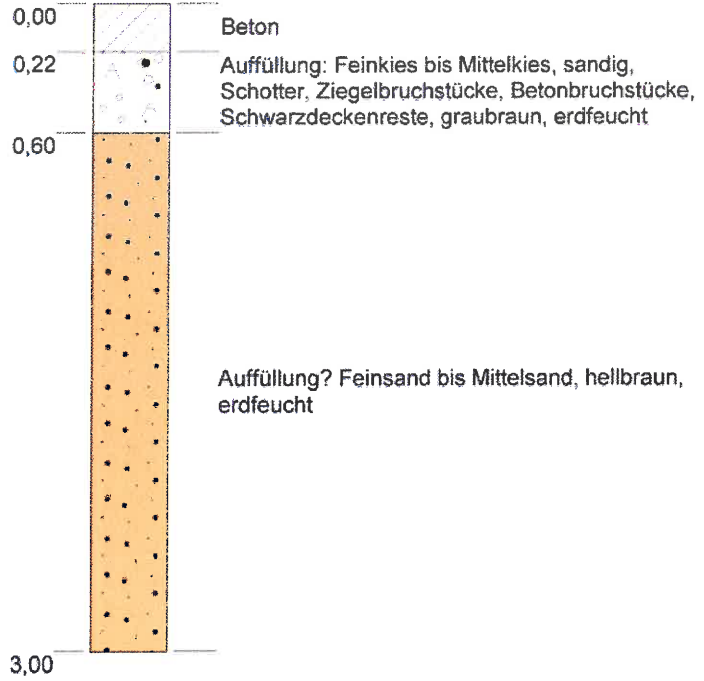 0,00
Beton
0,22
Auffüllung: Feinkies bis Mittelkies, sandig,
Schotter, Ziegelbruchstücke, Betonbruchstücke,
Schwarzdeckenreste, graubraun, erdfeucht
0,60
Auffüllung? Feinsand bis Mittelsand, hellbraun,
erdfeucht
3,00